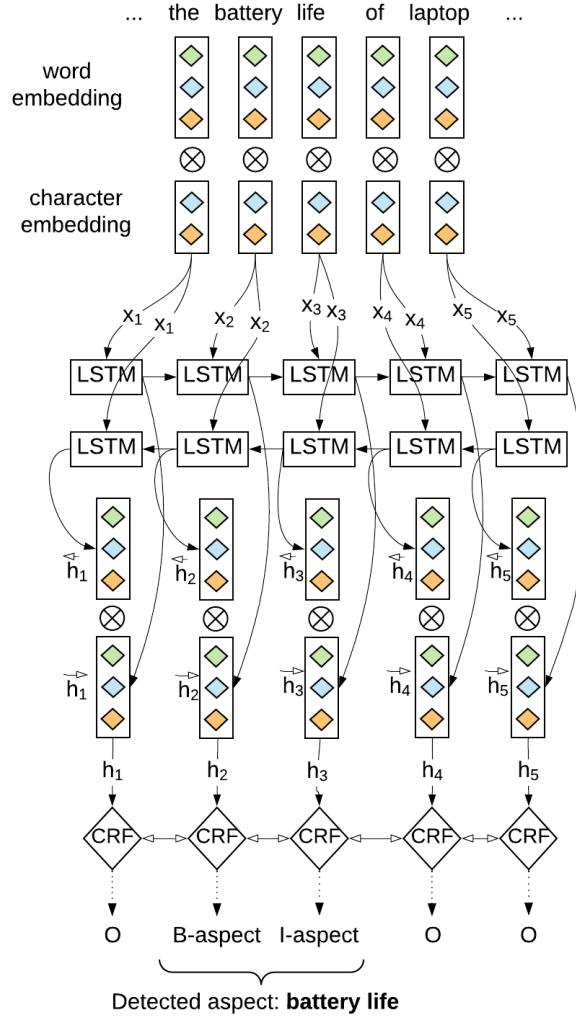 ... the battery life of laptop ...
word
embedding
character
embedding
x1 x1 x2 x2 x3 x3 x4 x4 x5 x5
LSTM LSTM LSTM LSTM LSTM
LSTM LSTM LSTM LSTM LSTM
h1 h2 h3 h4 h5
h1 h2 h3 h4 h5
h1 h2 h3 h4 h5
CRF CRF CRF CRF CRF
O B-aspect I-aspect O O
Detected aspect: battery life